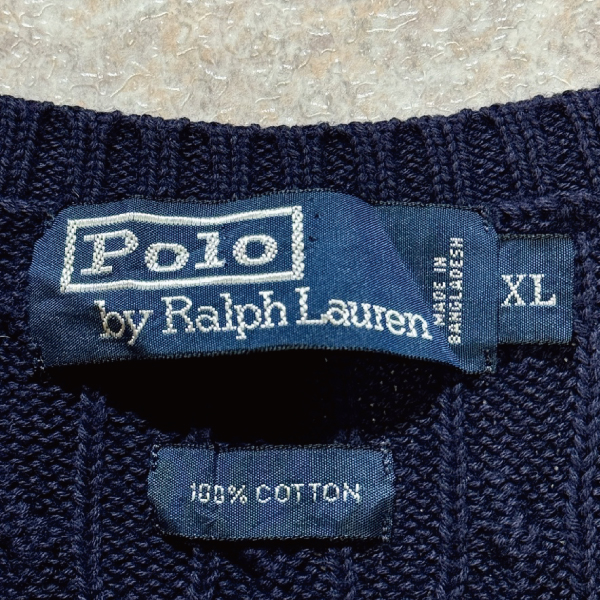 Polo
by Ralph Lauren
MADE IN
BANGLADESH
XL
100% COTTON